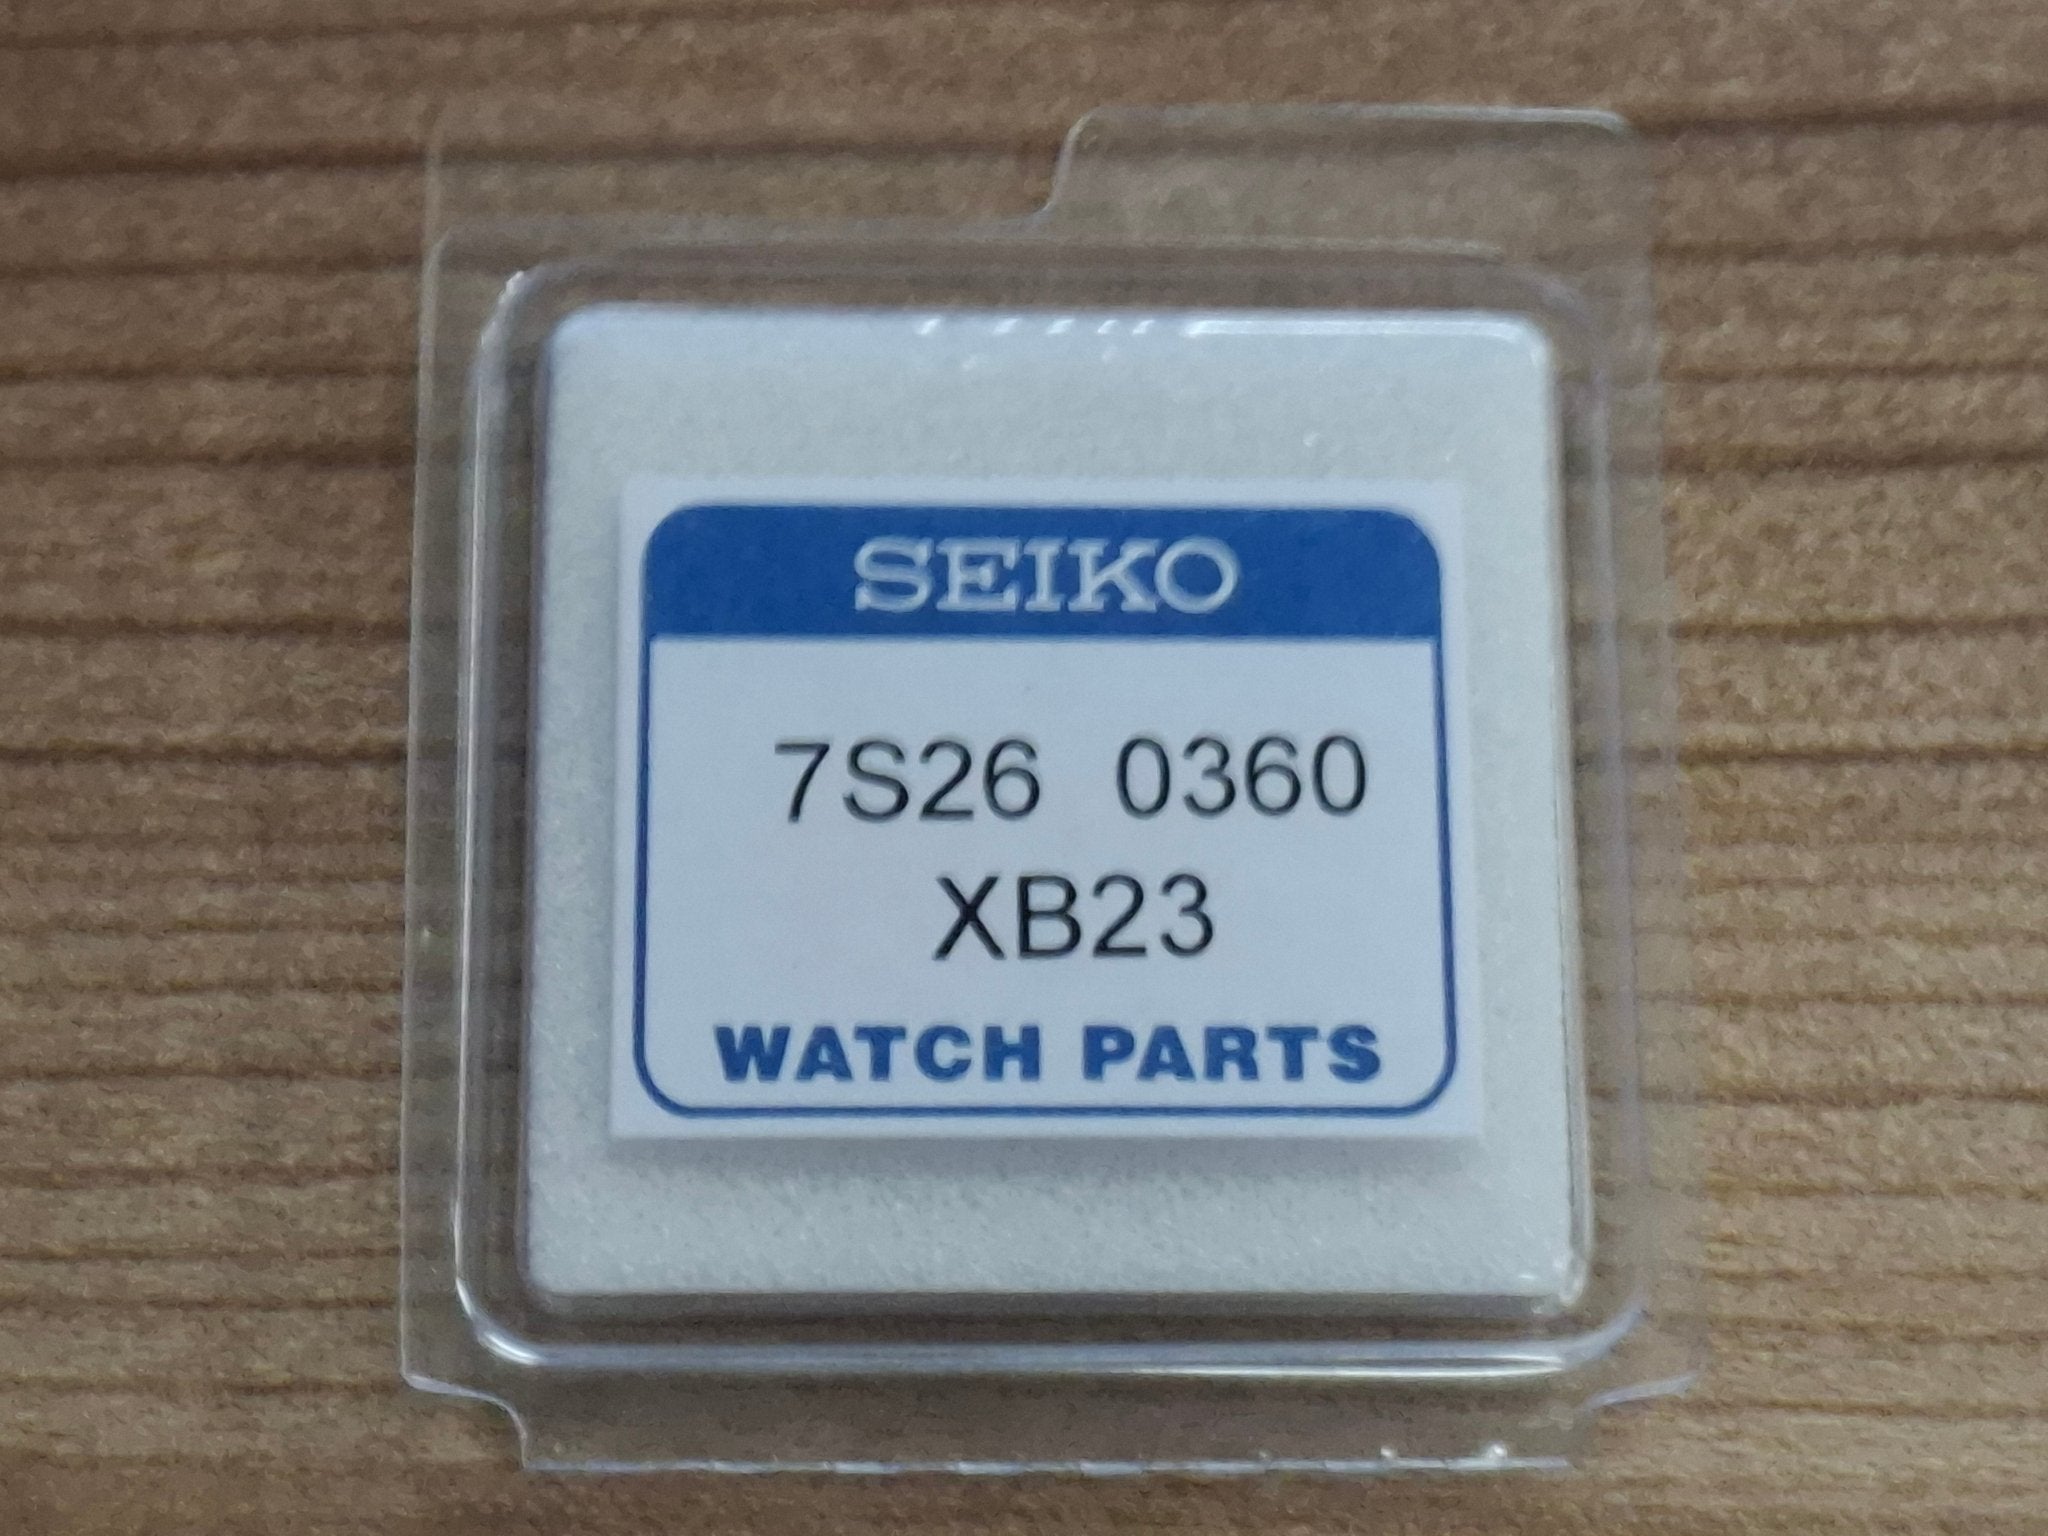 SEIKO
7S26 0360
XB23
WATCH PARTS